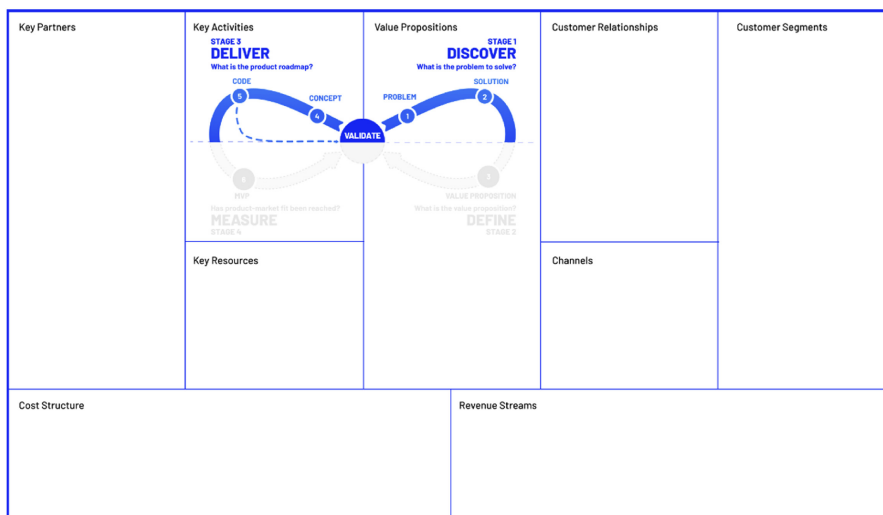 Key Partners
Key Activities
STAGE 3
DELIVER
What is the product roadmap?
CODE
5
CONCEPT
4
VALIDATE
6
MVP
Has product-market fit been reached?
MEASURE
STAGE 4
Key Resources
Value Propositions
STAGE 1
DISCOVER
What is the problem to solve?
SOLUTION
2
PROBLEM
1
3
VALUE PROPOSITION
What is the value proposition?
DEFINE
STAGE 2
Customer Relationships
Channels
Customer Segments
Cost Structure
Revenue Streams